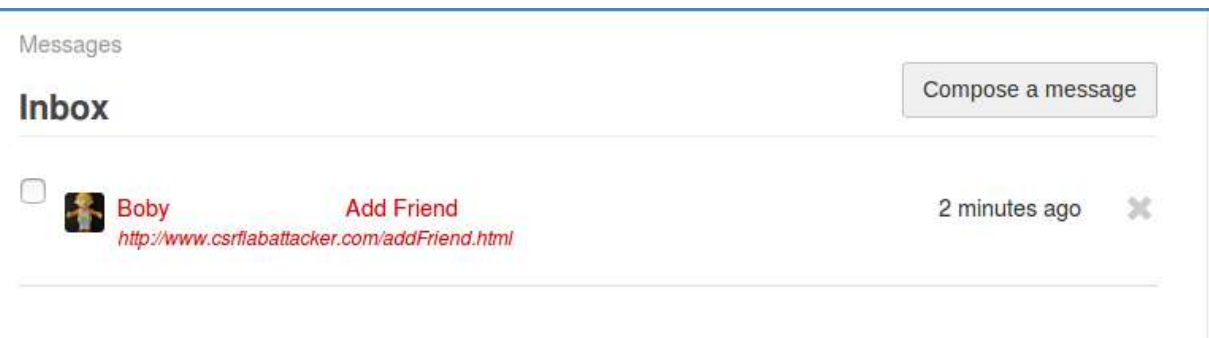 Messages
Inbox
Compose a message
Boby Add Friend 2 minutes ago
http://www.csrflabattacker.com/addFriend.html